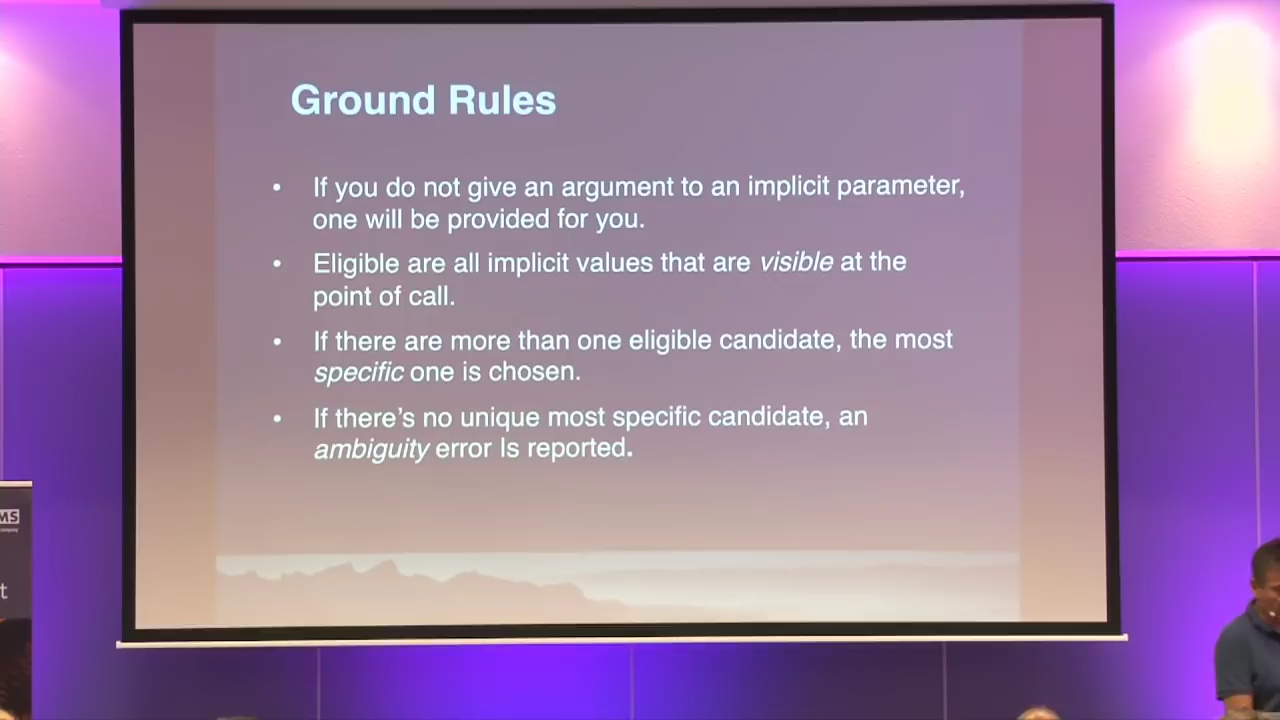 Ground Rules
• If you do not give an argument to an implicit parameter,
one will be provided for you.
• Eligible are all implicit values that are visible at the
point of call.
• If there are more than one eligible candidate, the most
specific one is chosen.
• If there's no unique most specific candidate, an
ambiguity error is reported.
MS
t